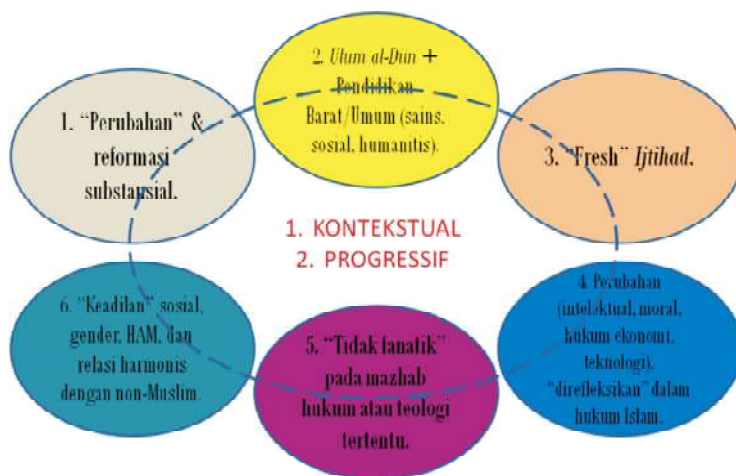 1. “Perubahan” &
reformasi
substansial.
2. Ulum al-Diin +
Pendidikan
Barat/Umum (sains,
sosial, humanitis).
3. “Fresh” Ijtihad.
1. KONTEKSTUAL
2. PROGRESSIF
4. Perubahan
(intelektual, moral,
hukum ekonomi,
teknologi),
“direfleksikan” dalam
hukum Islam.
5. “Tidak fanatik”
pada mazhab
hukum atau teologi
tertentu.
6. “Keadilan” sosial,
gender, HAM, dan
relasi harmonis
dengan non-Muslim.